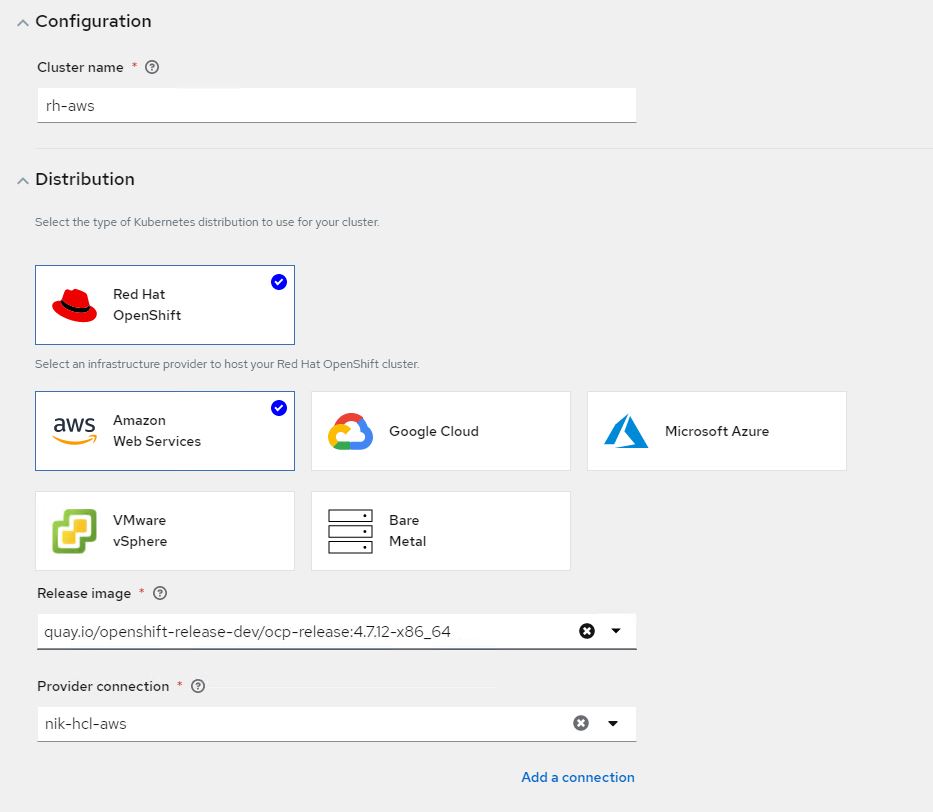 Configuration
Cluster name *
rh-aws
Distribution
Select the type of Kubernetes distribution to use for your cluster.
Red Hat
OpenShift
Select an infrastructure provider to host your Red Hat OpenShift cluster.
aws
Amazon
Web Services
Google Cloud
Microsoft Azure
VMware
vSphere
Bare
Metal
Release image *
quay.io/openshift-release-dev/ocp-release:4.7.12-x86_64
Provider connection *
nik-hcl-aws
Add a connection